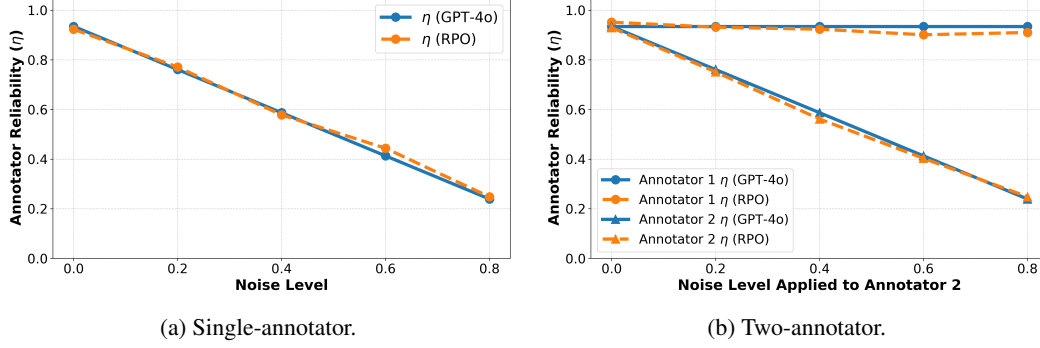 1.0
0.8
0.6
0.4
0.2
0.0
Annotator Reliability (η)
η (GPT-4o)
η (RPO)
0.0 0.2 0.4 0.6 0.8
Noise Level
(a) Single-annotator.
1.0
0.8
0.6
0.4
0.2
0.0
Annotator Reliability (η)
Annotator 1 η (GPT-4o)
Annotator 1 η (RPO)
Annotator 2 η (GPT-4o)
Annotator 2 η (RPO)
0.0 0.2 0.4 0.6 0.8
Noise Level Applied to Annotator 2
(b) Two-annotator.